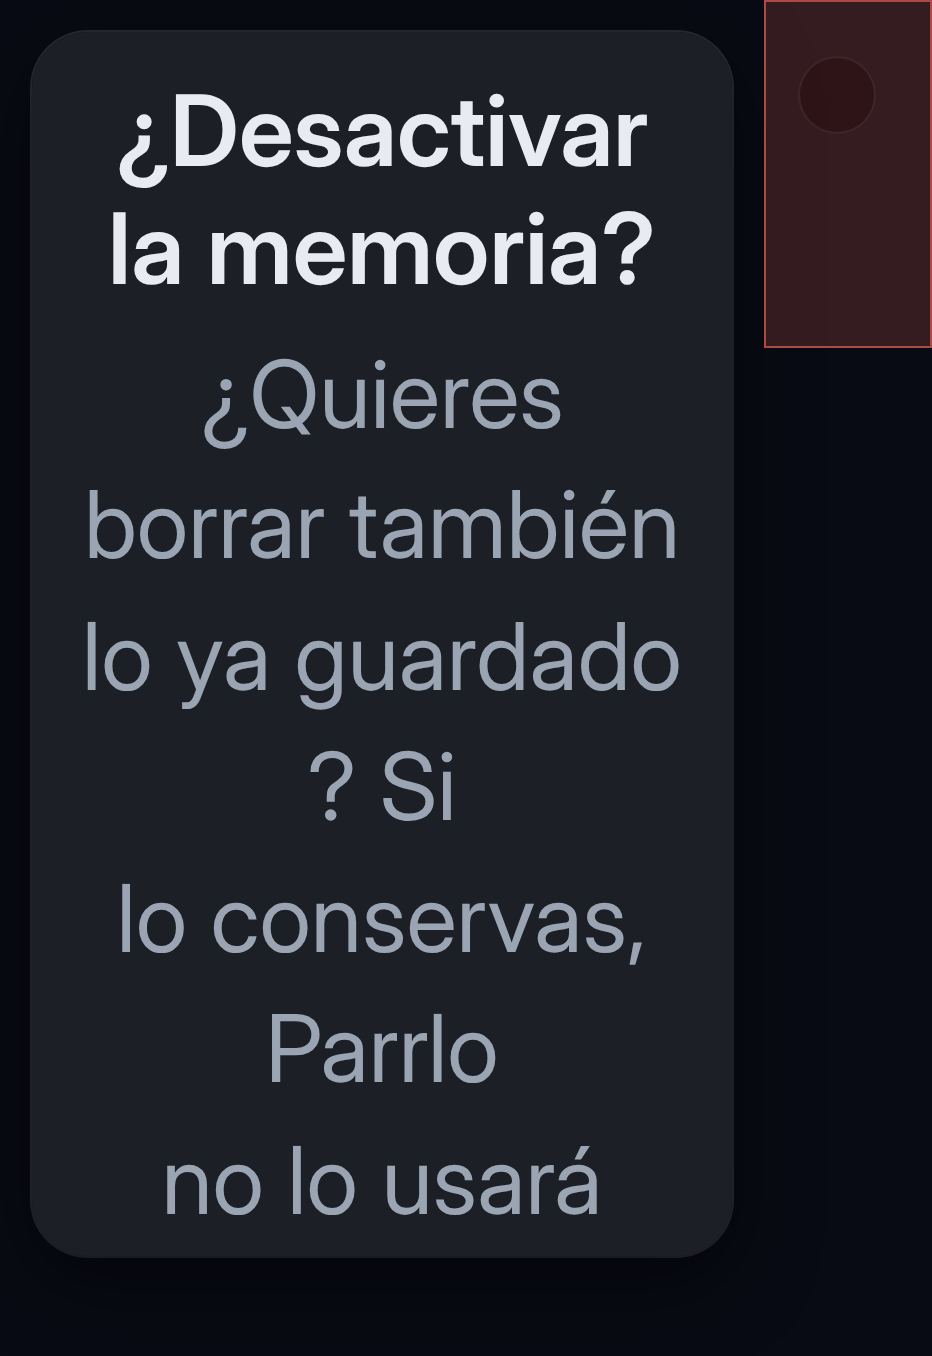 ¿Desactivar
la memoria?
¿Quieres
borrar también
lo ya guardado
? Si
lo conservas,
Parrlo
no lo usará